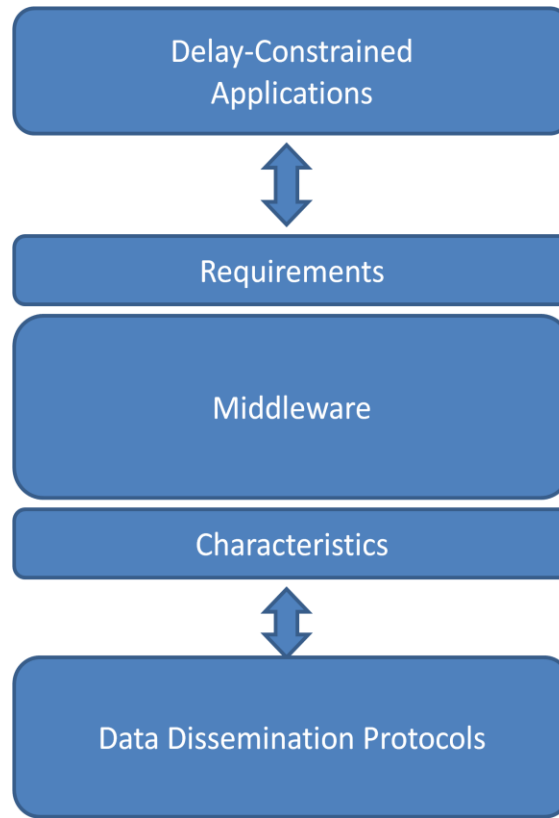 Delay-Constrained
Applications
Requirements
Middleware
Characteristics
Data Dissemination Protocols